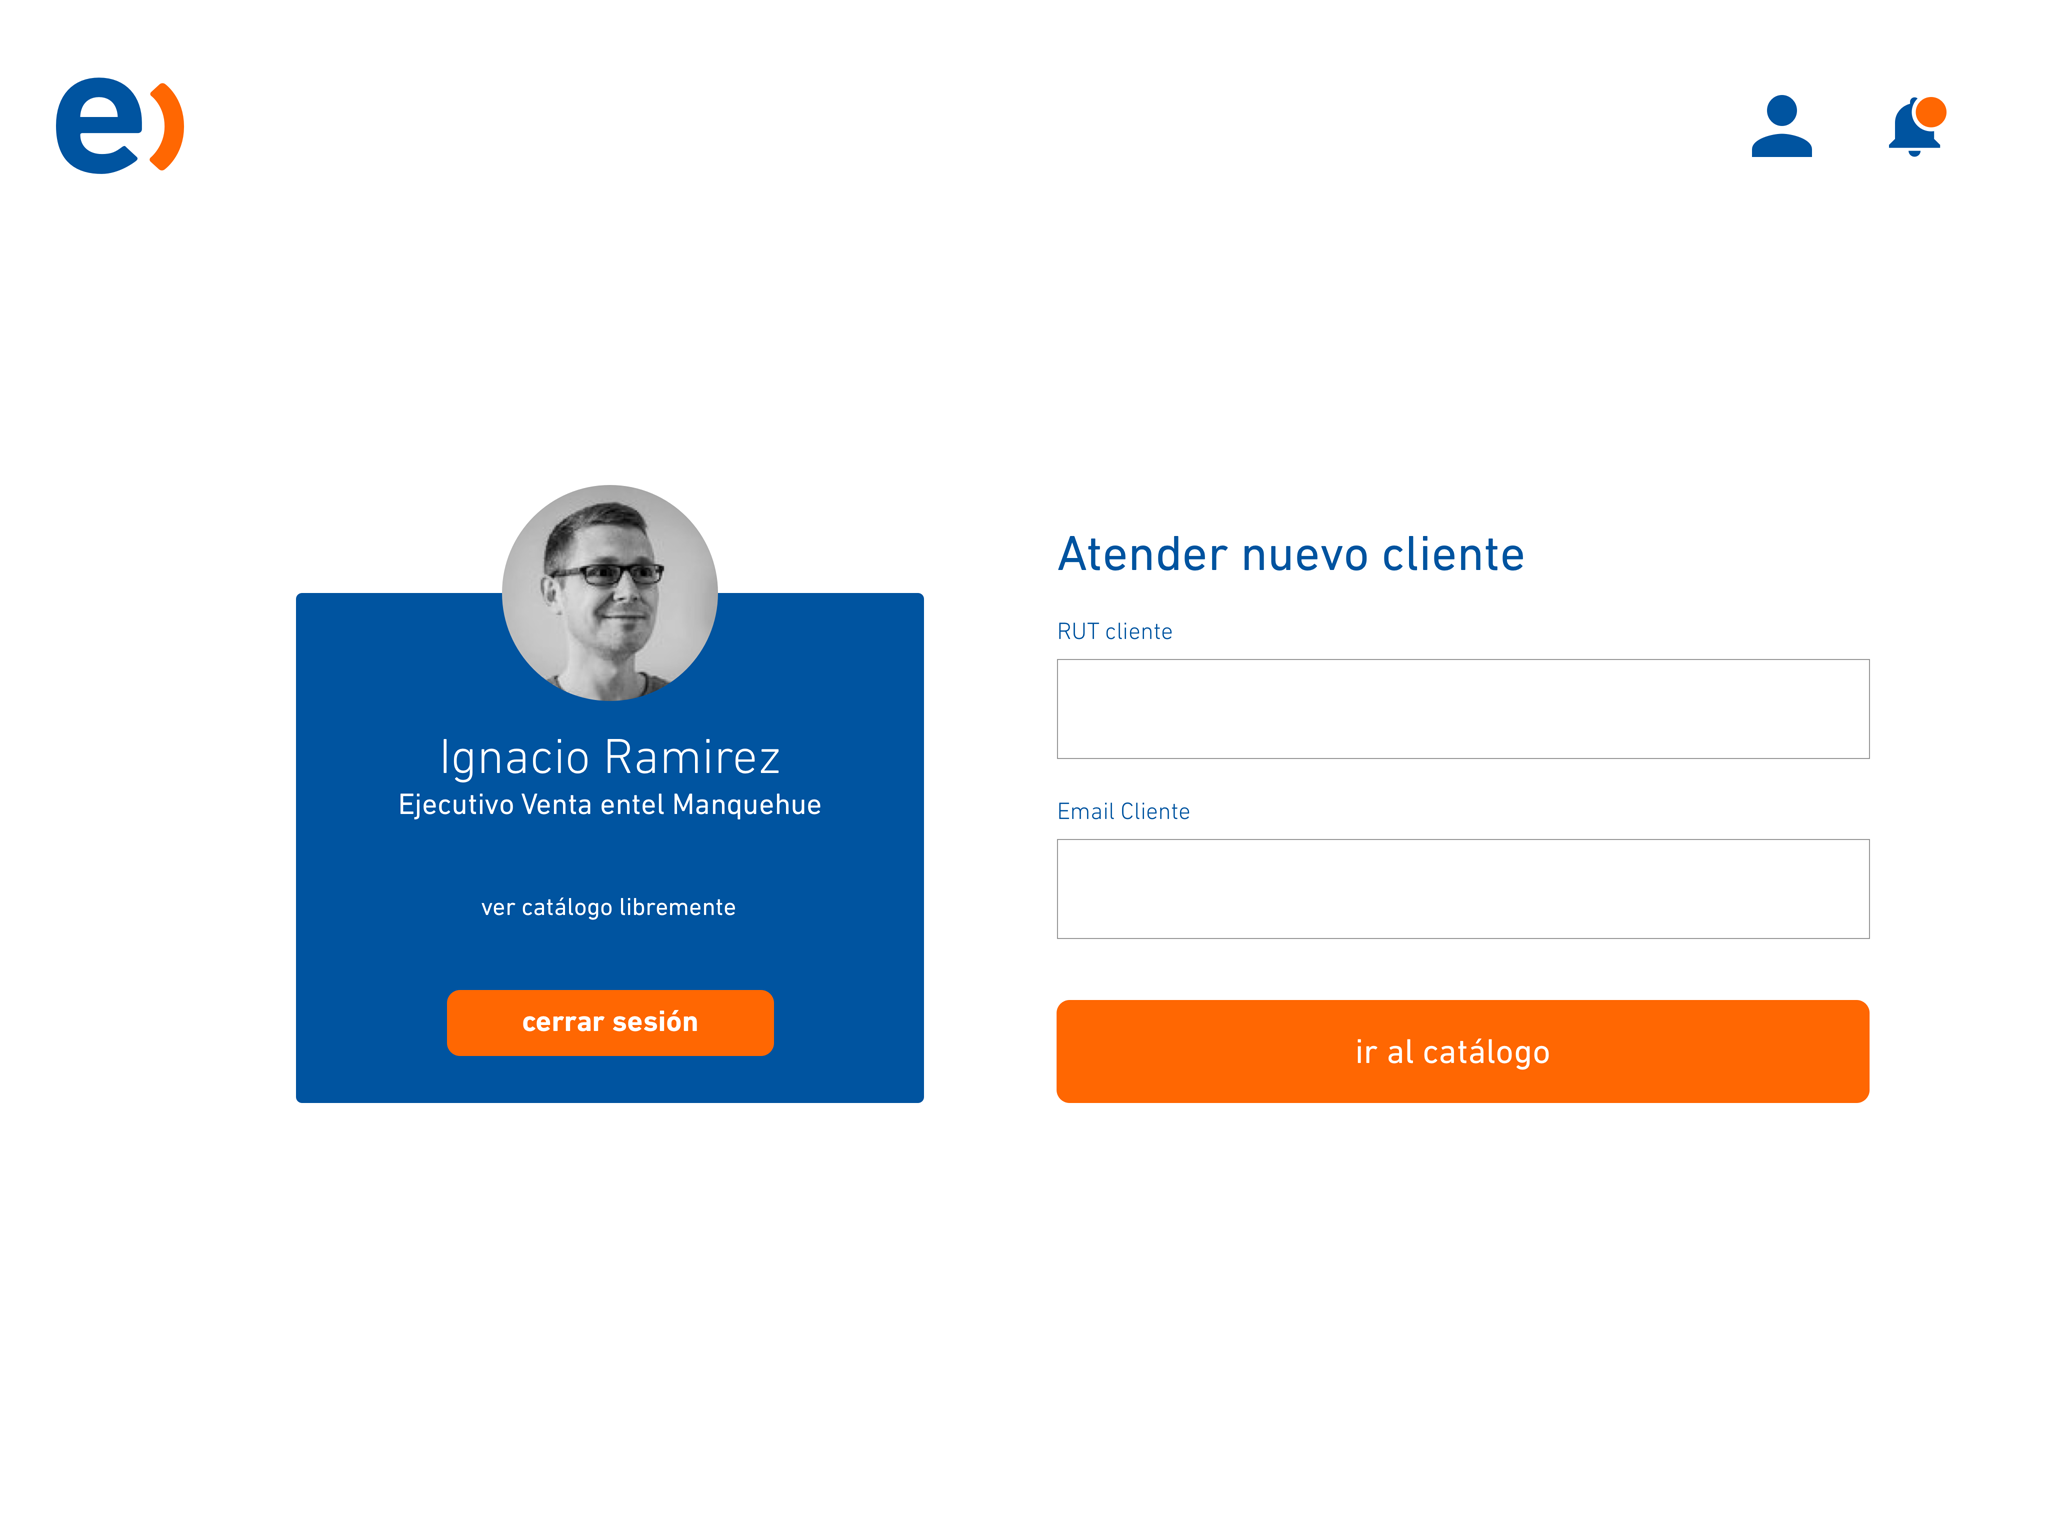 e)
Ignacio Ramirez
Ejecutivo Venta entel Manquehue
ver catálogo libremente
cerrar sesión
Atender nuevo cliente
RUT cliente
Email Cliente
ir al catálogo